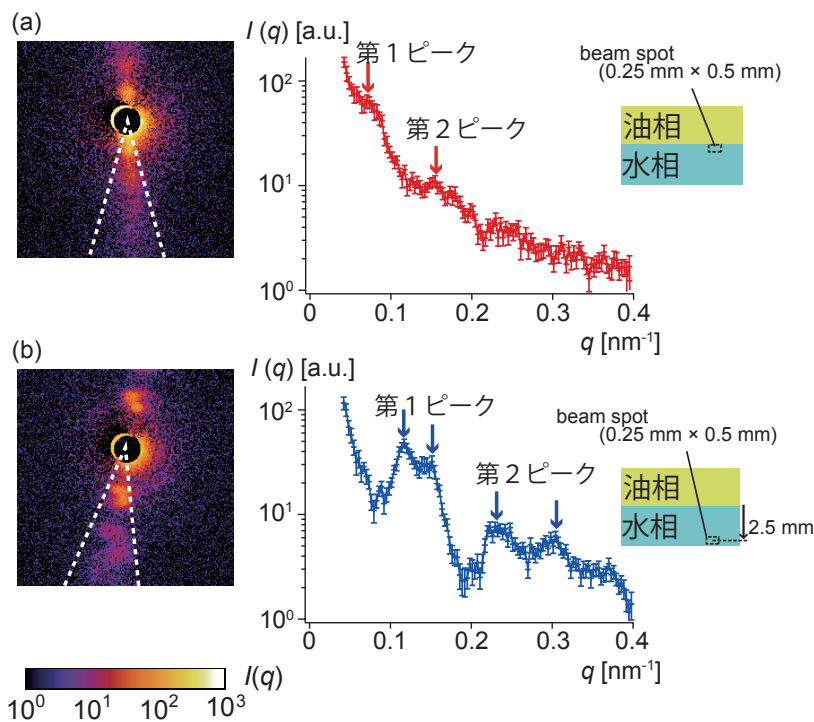 (a)
I (q) [a.u.]
第１ピーク
第２ピーク
10² 10¹ 10⁰
0 0.1 0.2 0.3 0.4
q [nm⁻¹]
beam spot
(0.25 mm × 0.5 mm)
油相
水相
(b)
I (q) [a.u.]
第１ピーク
第２ピーク
10² 10¹ 10⁰
0 0.1 0.2 0.3 0.4
q [nm⁻¹]
beam spot
(0.25 mm × 0.5 mm)
油相
水相
2.5 mm
I(q)
10⁰ 10¹ 10² 10³